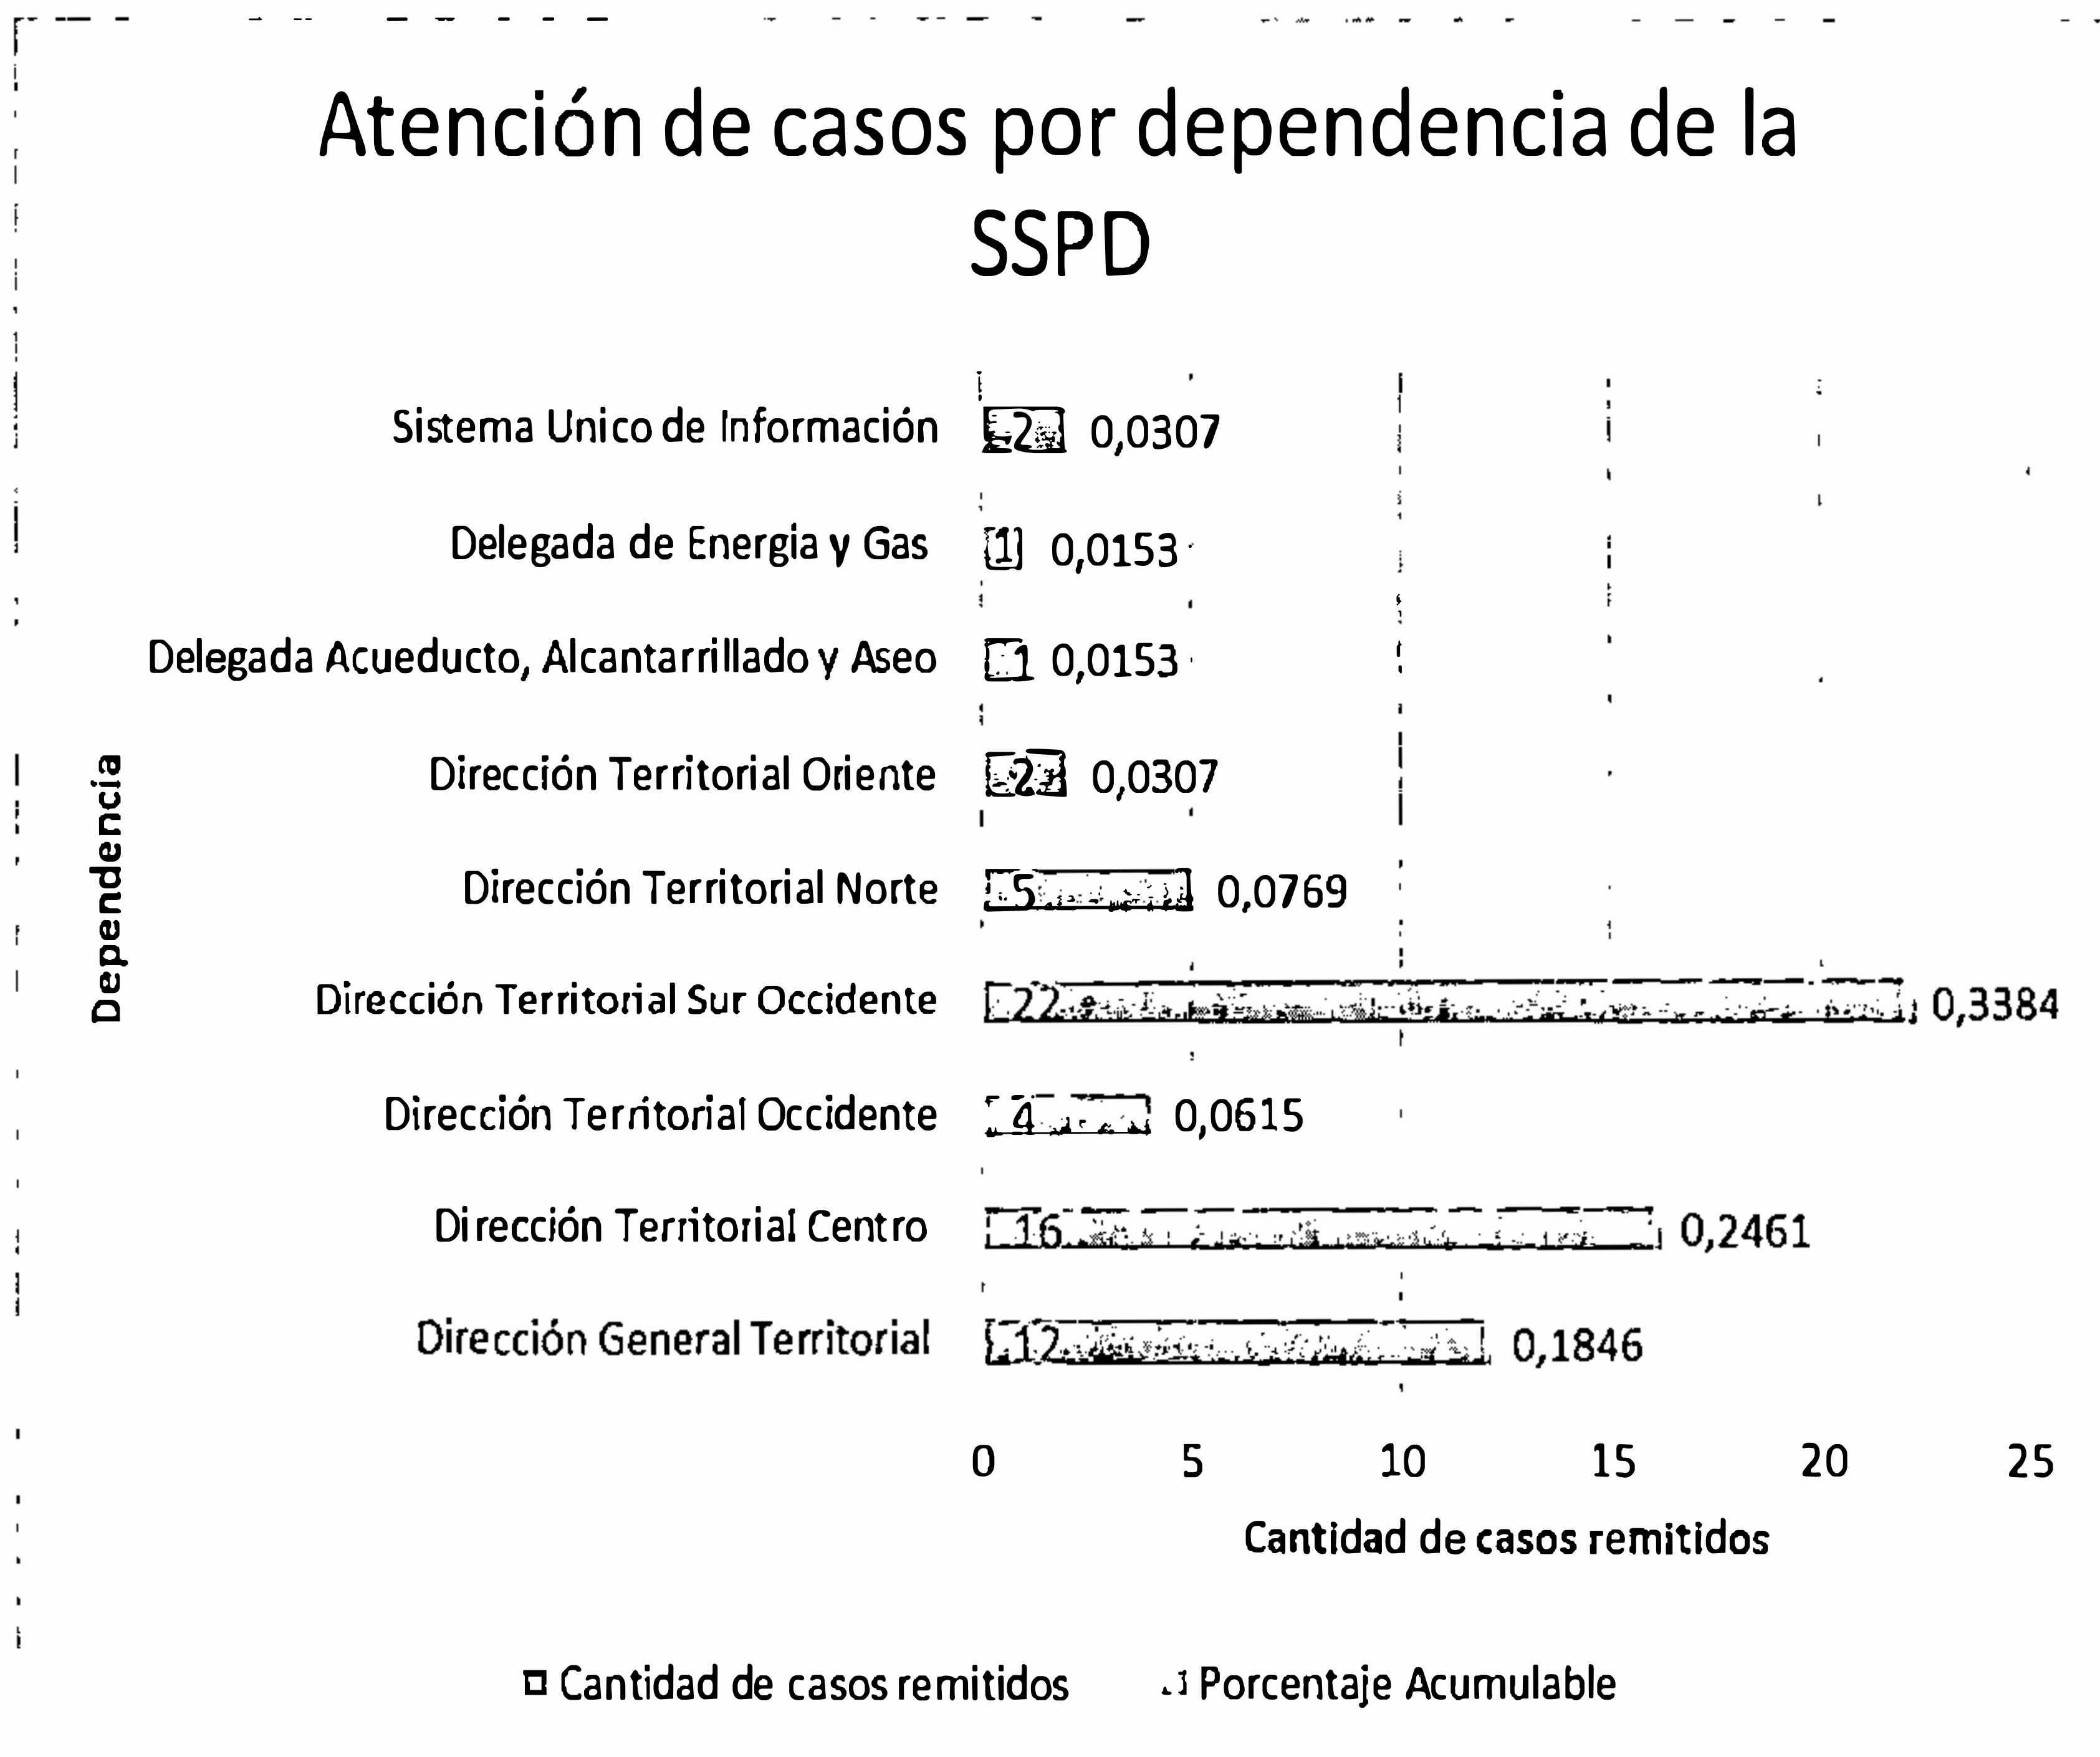 Atención de casos por dependencia de la
SSPD
Sistema Unico de Información 2 0,0307
Delegada de Energia y Gas 1 0,0153
Delegada Acueducto, Alcantarrillado y Aseo 1 0,0153
Dirección Territorial Oriente 2 0,0307
Dirección Territorial Norte 5 0,0769
Dirección Territorial Sur Occidente 22 0,3384
Dirección Territorial Occidente 4 0,0615
Dirección Territorial Centro 16 0,2461
Dirección General Territorial 12 0,1846
Dependencia
0 5 10 15 20 25
Cantidad de casos remitidos
Cantidad de casos remitidos Porcentaje Acumulable